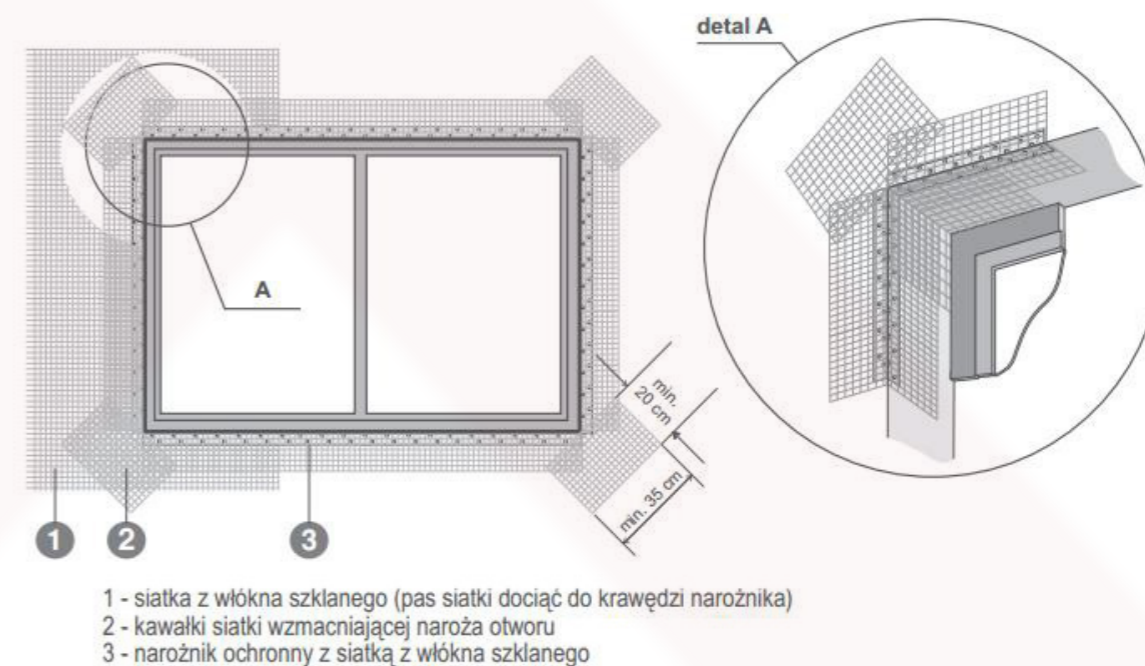 detal A
A
min.
20 cm
min. 35 cm
1 2 3
1 - siatka z włókna szklanego (pas siatki dociąć do krawędzi narożnika)
2 - kawałki siatki wzmacniającej naroża otworu
3 - narożnik ochronny z siatką z włókna szklanego